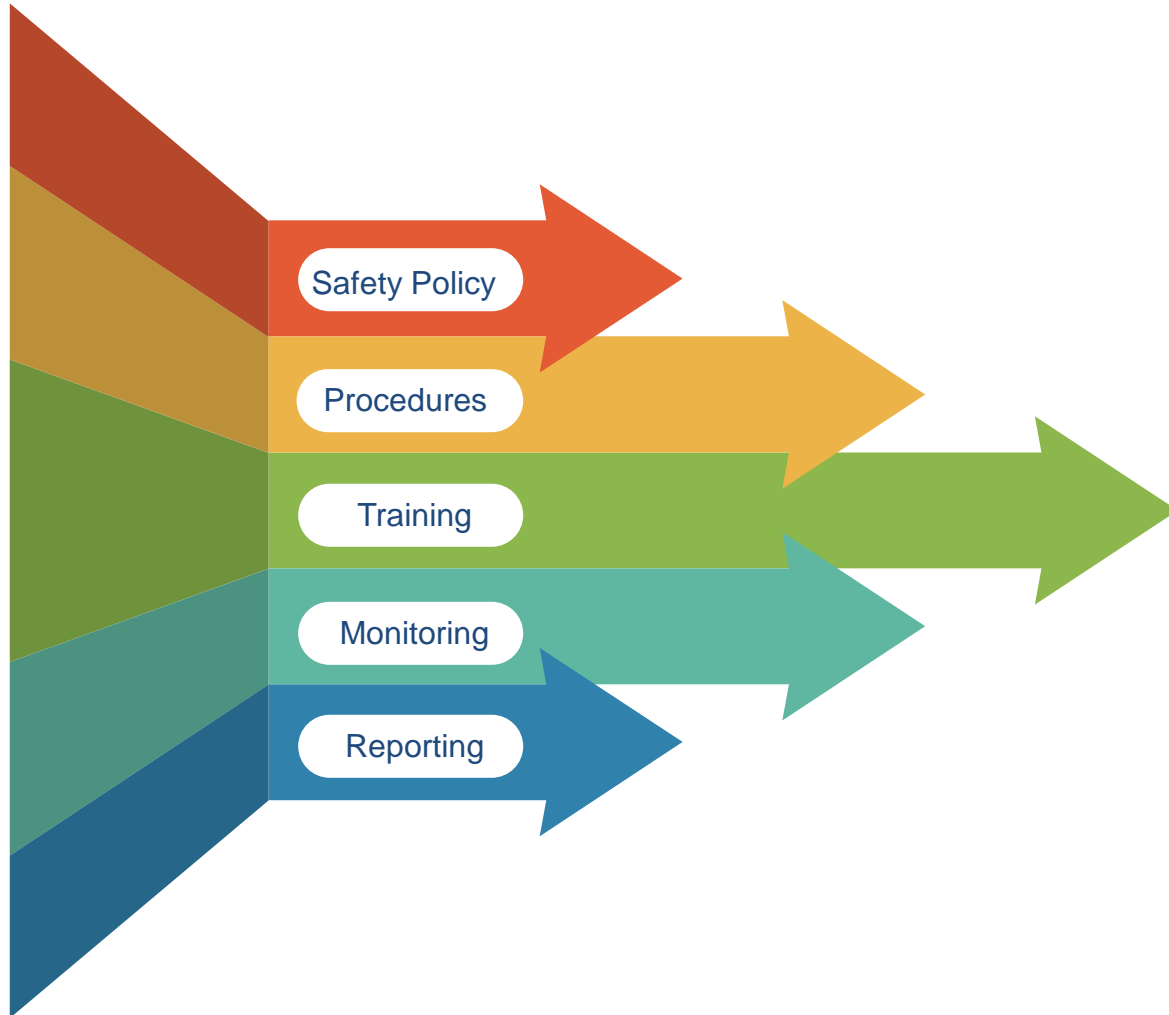 Safety Policy
Procedures
Training
Monitoring
Reporting